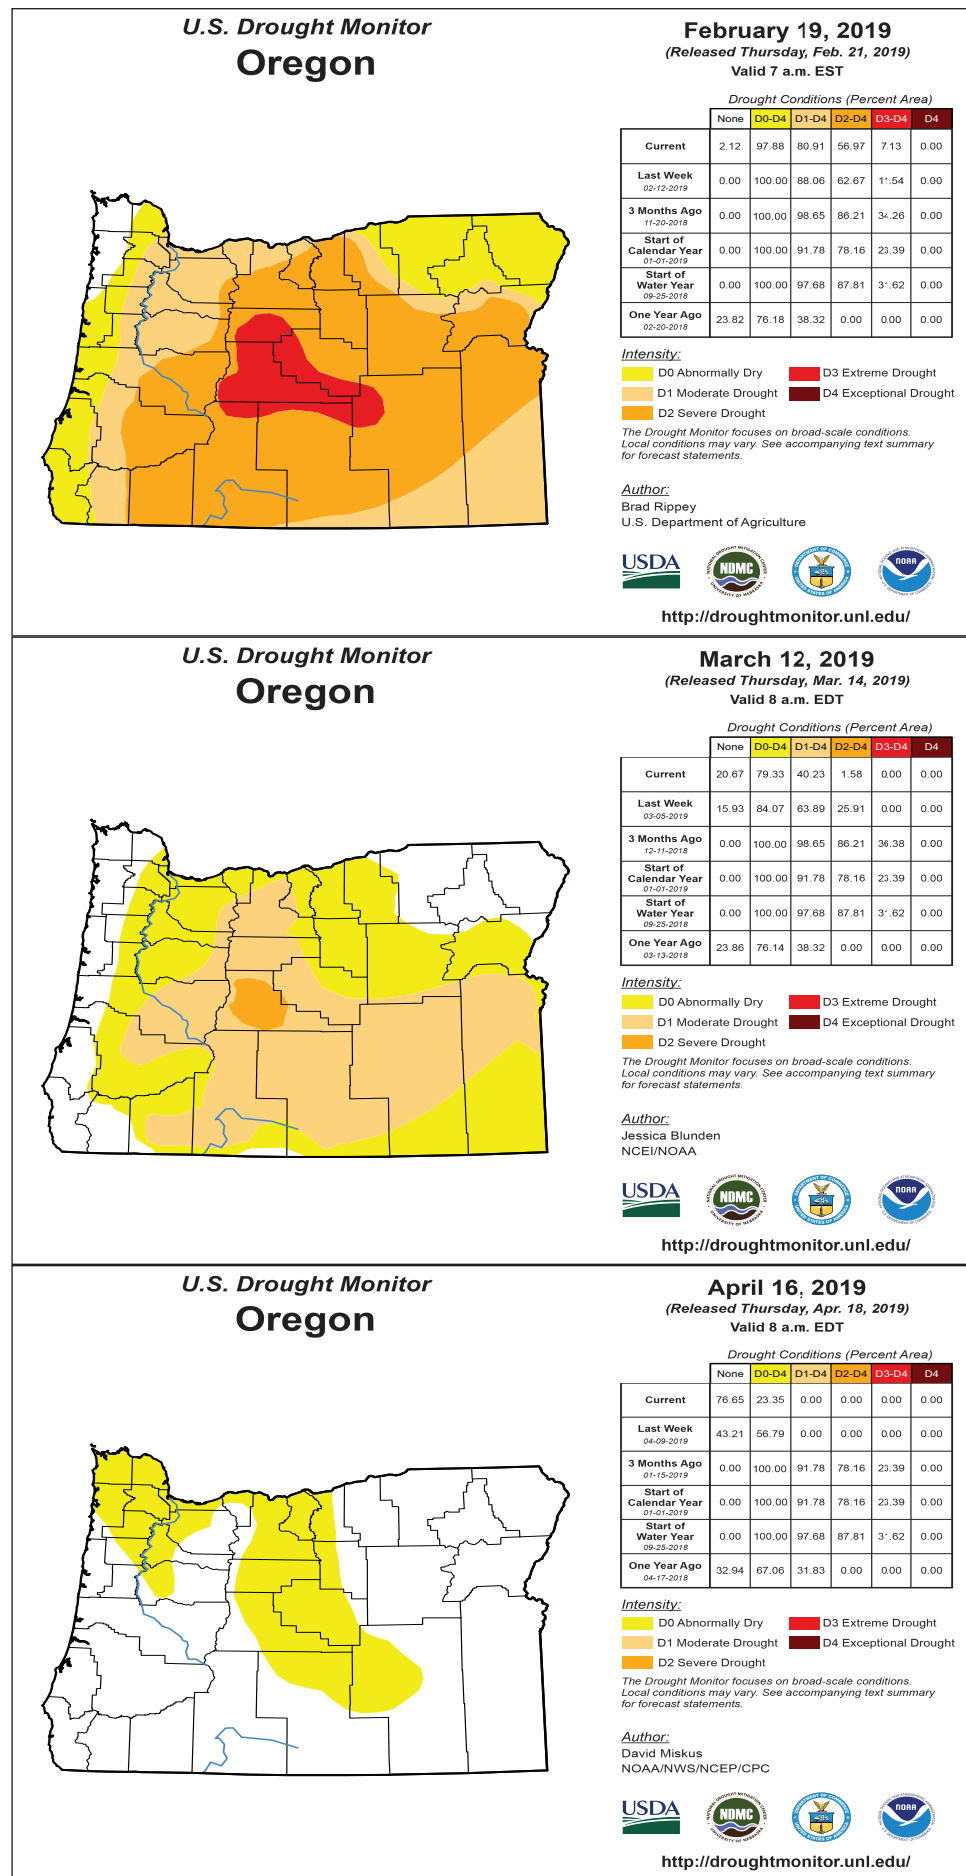 U.S. Drought Monitor
Oregon
February 19, 2019
(Released Thursday, Feb. 21, 2019)
Valid 7 a.m. EST
Drought Conditions (Percent Area)
None D0-D4 D1-D4 D2-D4 D3-D4 D4
Current 2.12 97.88 80.91 56.97 7.13 0.00
Last Week
02-12-2019
0.00 100.00 88.06 62.67 11.54 0.00
3 Months Ago
11-20-2018
0.00 100.00 98.65 86.21 34.26 0.00
Start of
Calendar Year
01-01-2019
0.00 100.00 91.78 78.16 23.39 0.00
Start of
Water Year
09-25-2018
0.00 100.00 97.68 87.81 31.62 0.00
One Year Ago
02-20-2018
23.82 76.18 38.32 0.00 0.00 0.00
Intensity:
D0 Abnormally Dry
D3 Extreme Drought
D1 Moderate Drought
D4 Exceptional Drought
D2 Severe Drought
The Drought Monitor focuses on broad-scale conditions.
Local conditions may vary. See accompanying text summary
for forecast statements.
Author:
Brad Rippey
U.S. Department of Agriculture
USDA
NDMC
NOAA
http://droughtmonitor.unl.edu/
U.S. Drought Monitor
Oregon
March 12, 2019
(Released Thursday, Mar. 14, 2019)
Valid 8 a.m. EDT
Drought Conditions (Percent Area)
None D0-D4 D1-D4 D2-D4 D3-D4 D4
Current 20.67 79.33 40.23 1.58 0.00 0.00
Last Week
03-05-2019
15.93 84.07 63.89 25.91 0.00 0.00
3 Months Ago
12-11-2018
0.00 100.00 98.65 86.21 36.38 0.00
Start of
Calendar Year
01-01-2019
0.00 100.00 91.78 78.16 23.39 0.00
Start of
Water Year
09-25-2018
0.00 100.00 97.68 87.81 31.62 0.00
One Year Ago
03-13-2018
23.86 76.14 38.32 0.00 0.00 0.00
Intensity:
D0 Abnormally Dry
D3 Extreme Drought
D1 Moderate Drought
D4 Exceptional Drought
D2 Severe Drought
The Drought Monitor focuses on broad-scale conditions.
Local conditions may vary. See accompanying text summary
for forecast statements.
Author:
Jessica Blunden
NCEI/NOAA
USDA
NDMC
NOAA
http://droughtmonitor.unl.edu/
U.S. Drought Monitor
Oregon
April 16, 2019
(Released Thursday, Apr. 18, 2019)
Valid 8 a.m. EDT
Drought Conditions (Percent Area)
None D0-D4 D1-D4 D2-D4 D3-D4 D4
Current 76.65 23.35 0.00 0.00 0.00 0.00
Last Week
04-09-2019
43.21 56.79 0.00 0.00 0.00 0.00
3 Months Ago
01-15-2019
0.00 100.00 91.78 78.16 23.39 0.00
Start of
Calendar Year
01-01-2019
0.00 100.00 91.78 78.16 23.39 0.00
Start of
Water Year
09-25-2018
0.00 100.00 97.68 87.81 31.62 0.00
One Year Ago
04-17-2018
32.94 67.06 31.83 0.00 0.00 0.00
Intensity:
D0 Abnormally Dry
D3 Extreme Drought
D1 Moderate Drought
D4 Exceptional Drought
D2 Severe Drought
The Drought Monitor focuses on broad-scale conditions.
Local conditions may vary. See accompanying text summary
for forecast statements.
Author:
David Miskus
NOAA/NWS/NCEP/CPC
USDA
NDMC
NOAA
http://droughtmonitor.unl.edu/